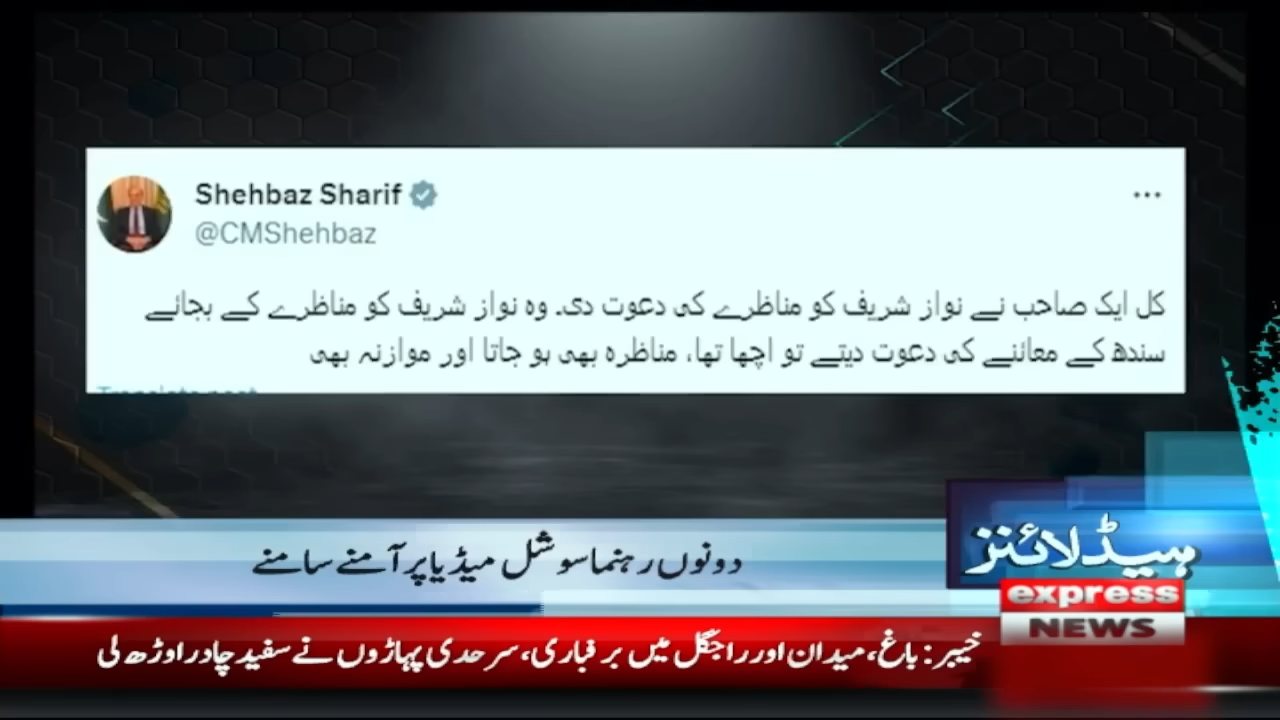 Shehbaz Sharif
@CMShehbaz
کل ایک صاحب نے نواز شریف کو مناظرے کی دعوت دی۔ وہ نواز شریف کو مناظرے کے بجائے
سندھ کے معائنے کی دعوت دیتے تو اچھا تھا، مناظرہ بھی ہو جاتا اور موازنہ بھی
Translate post
دونوں رہنما سوشل میڈیا پر آمنے سامنے
ہیڈلائنز
express
NEWS
خیبر: باغ، میدان اور راجگل میں برفباری، سرحدی پہاڑوں نے سفید چادر اوڑھ لی